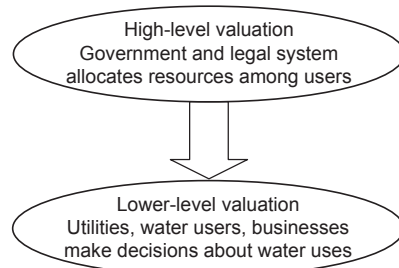 High-level valuation
Government and legal system
allocates resources among users
Lower-level valuation
Utilities, water users, businesses
make decisions about water uses